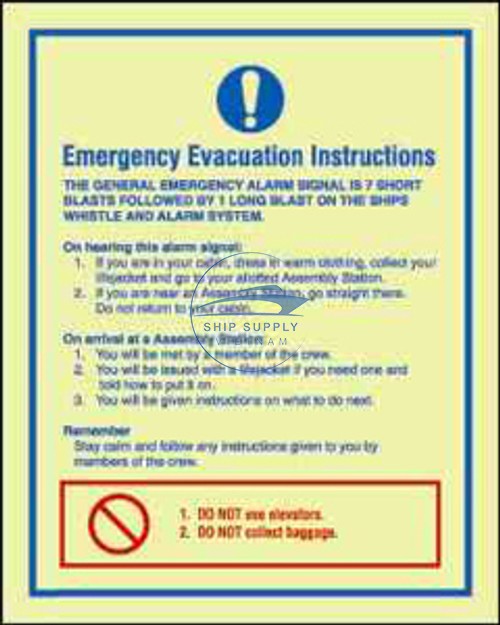 Emergency Evacuation Instructions
THE GENERAL EMERGENCY ALARM SIGNAL IS 7 SHORT
BLASTS FOLLOWED BY 1 LONG BLAST ON THE SHIPS
WHISTLE AND ALARM SYSTEM.
On hearing this alarm signal:
1. If you are in your cabin, dress in warm clothing, collect your
lifejacket and go to your allotted Assembly Station.
2. If you are near an Assembly Station, go straight there.
Do not return to your cabin.
SHIP SUPPLY
On arrival at a Assembly Station:
1. You will be met by a member of the crew.
2. You will be issued with a lifejacket if you need one and
told how to put it on.
3. You will be given instructions on what to do next.
Remember
Stay calm and follow any instructions given to you by
members of the crew.
1. DO NOT use elevators.
2. DO NOT collect baggage.